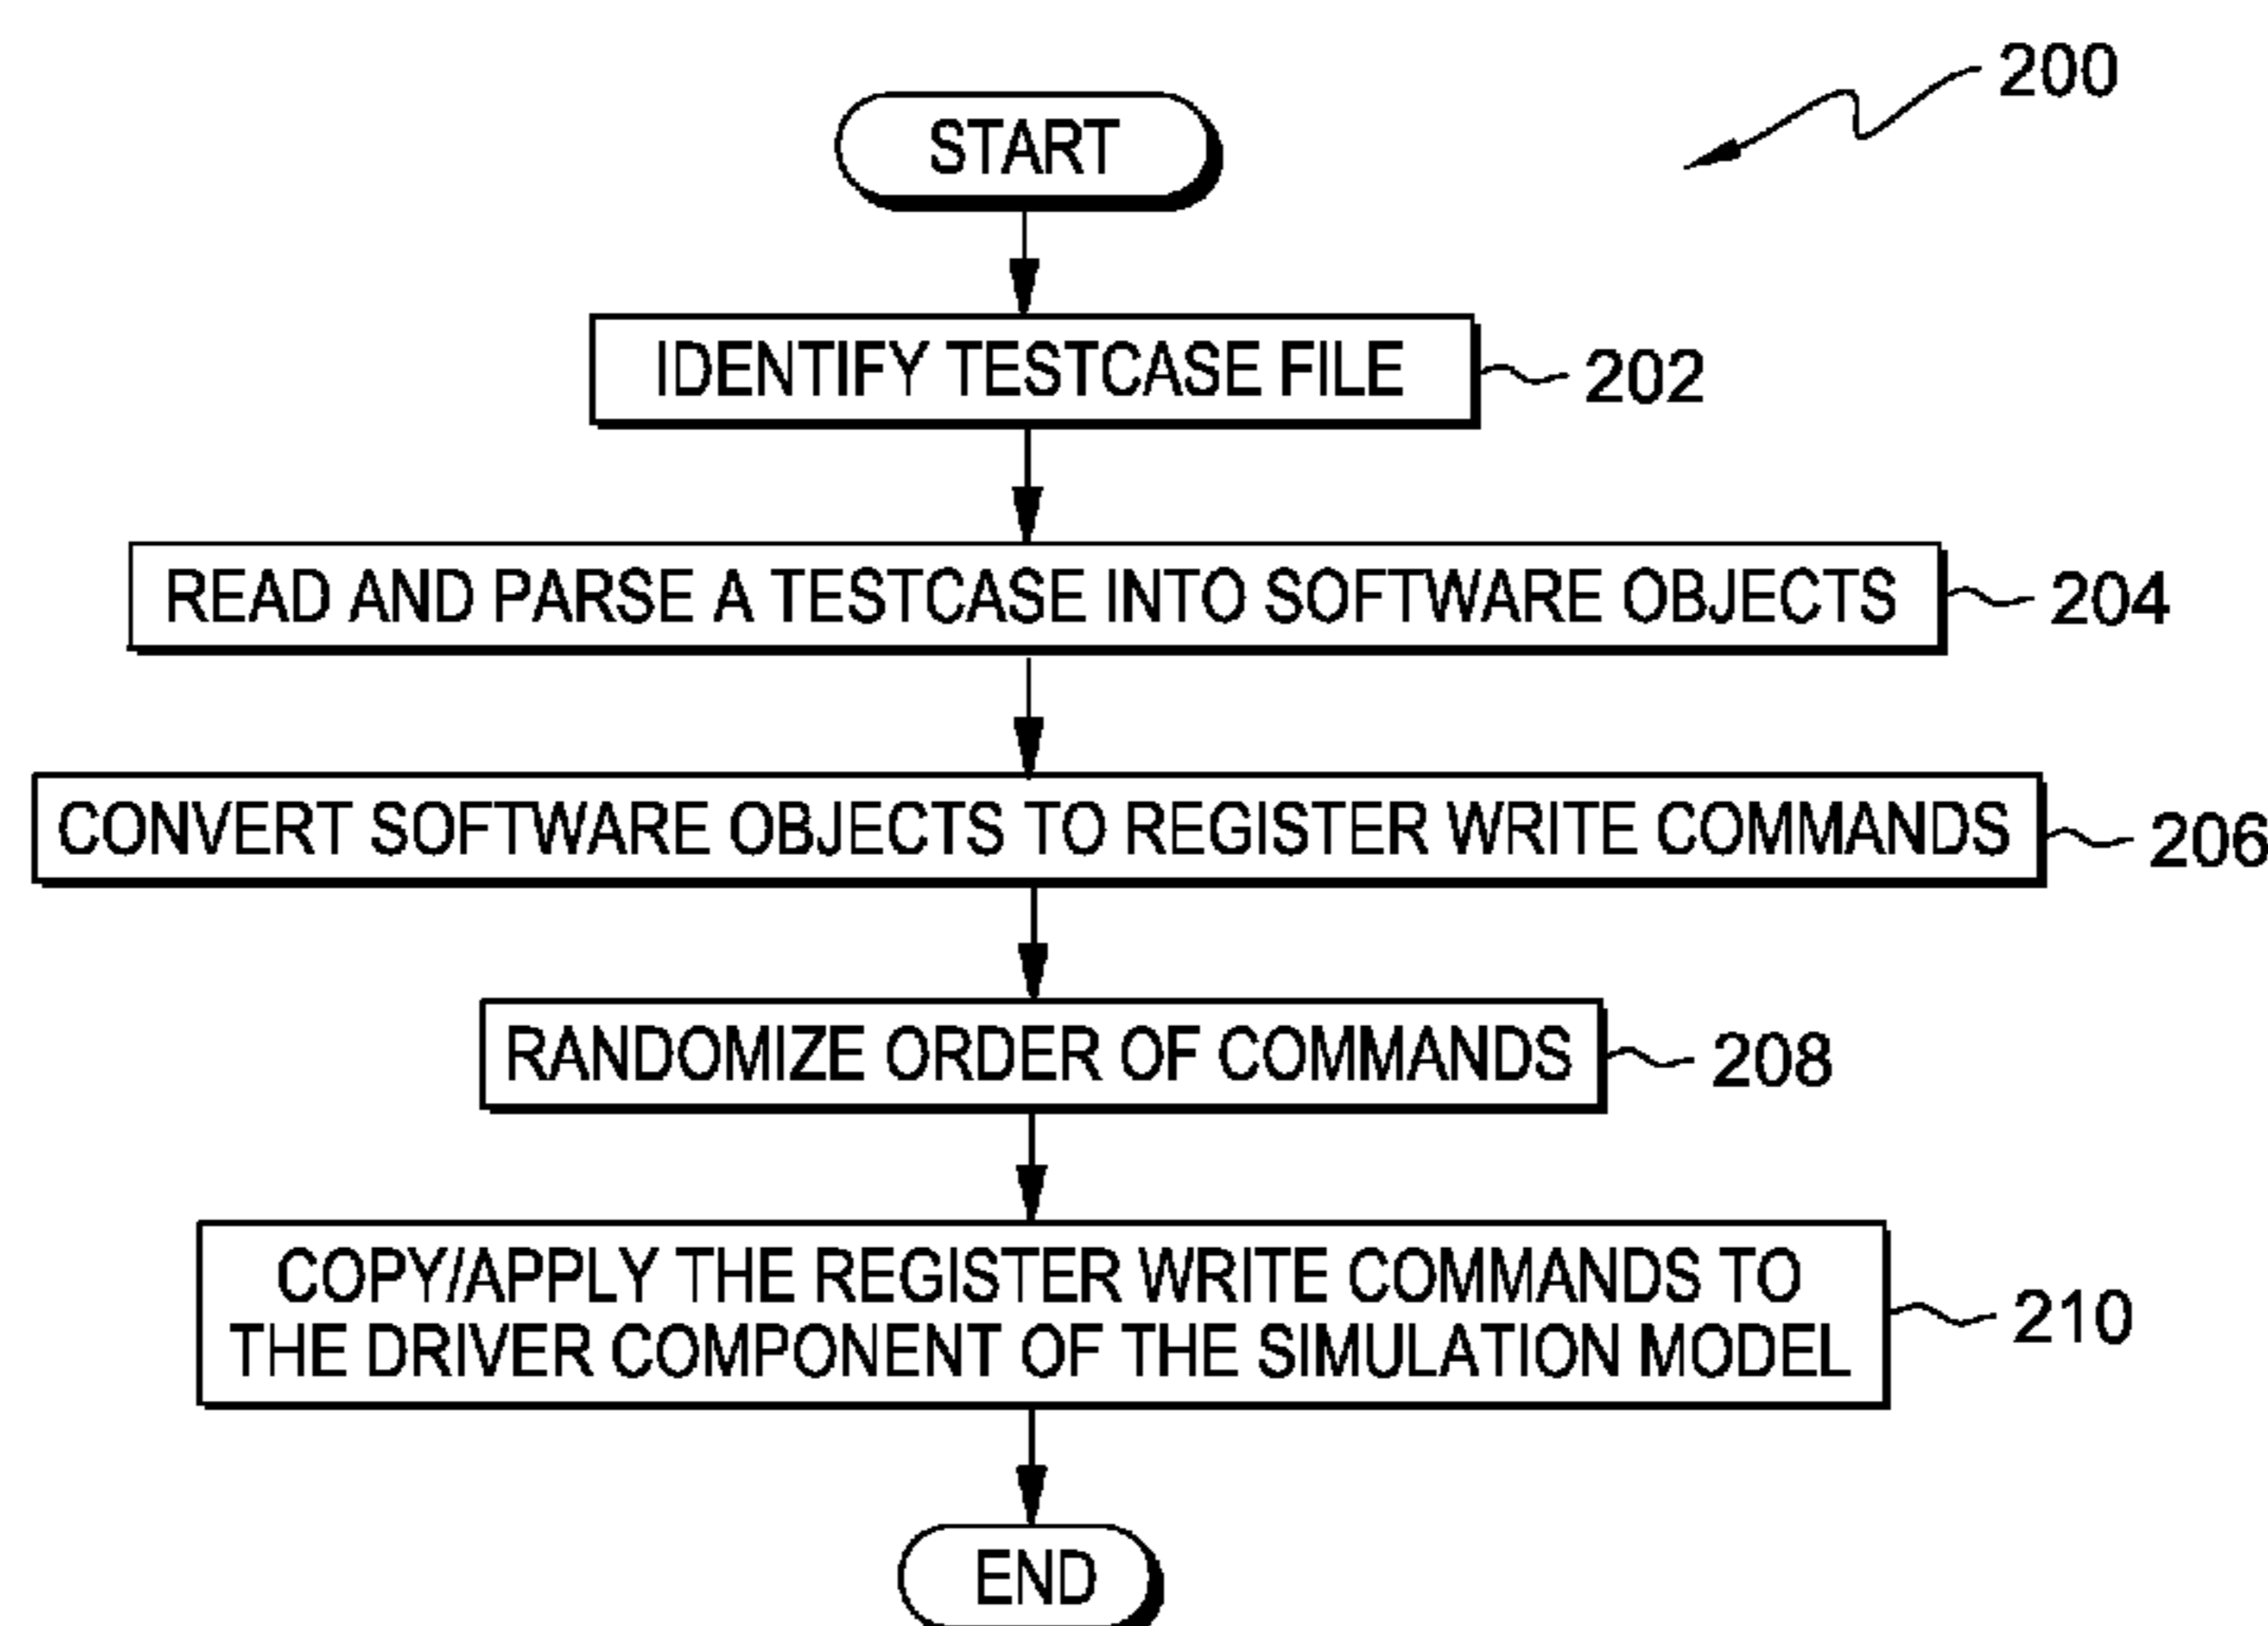 200
START
IDENTIFY TESTCASE FILE 202
READ AND PARSE A TESTCASE INTO SOFTWARE OBJECTS 204
CONVERT SOFTWARE OBJECTS TO REGISTER WRITE COMMANDS 206
RANDOMIZE ORDER OF COMMANDS 208
COPY/APPLY THE REGISTER WRITE COMMANDS TO
THE DRIVER COMPONENT OF THE SIMULATION MODEL 210
END